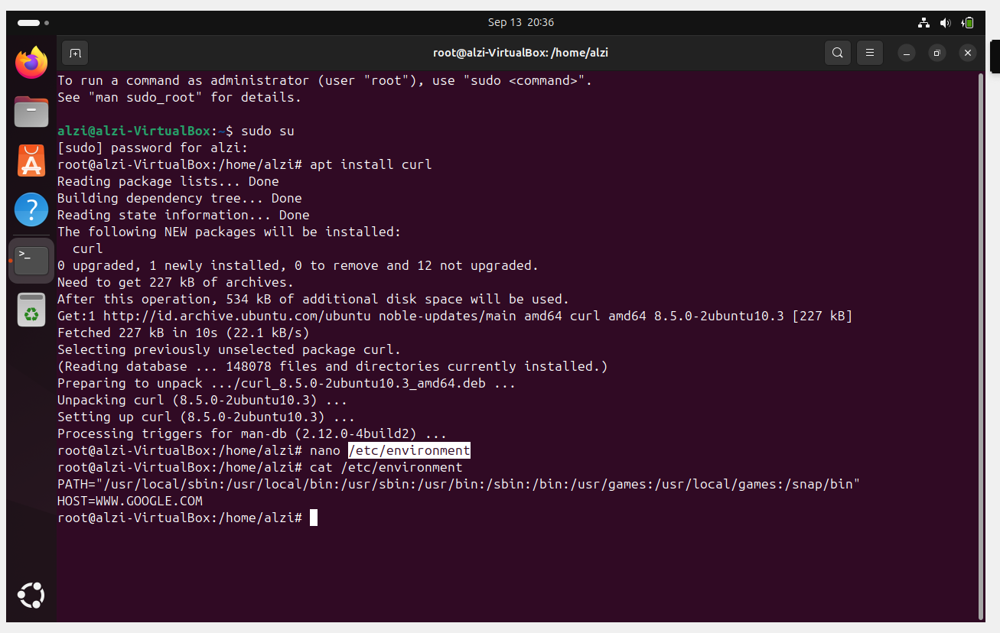 Sep 13 20:36
root@alzi-VirtualBox: /home/alzi
To run a command as administrator (user "root"), use "sudo <command>".
See "man sudo_root" for details.
alzi@alzi-VirtualBox:~$ sudo su
[sudo] password for alzi:
root@alzi-VirtualBox:/home/alzi# apt install curl
Reading package lists... Done
Building dependency tree... Done
Reading state information... Done
The following NEW packages will be installed:
  curl
0 upgraded, 1 newly installed, 0 to remove and 12 not upgraded.
Need to get 227 kB of archives.
After this operation, 534 kB of additional disk space will be used.
Get:1 http://id.archive.ubuntu.com/ubuntu noble-updates/main amd64 curl amd64 8.5.0-2ubuntu10.3 [227 kB]
Fetched 227 kB in 10s (22.1 kB/s)
Selecting previously unselected package curl.
(Reading database ... 148078 files and directories currently installed.)
Preparing to unpack .../curl_8.5.0-2ubuntu10.3_amd64.deb ...
Unpacking curl (8.5.0-2ubuntu10.3) ...
Setting up curl (8.5.0-2ubuntu10.3) ...
Processing triggers for man-db (2.12.0-4build2) ...
root@alzi-VirtualBox:/home/alzi# nano /etc/environment
root@alzi-VirtualBox:/home/alzi# cat /etc/environment
PATH="/usr/local/sbin:/usr/local/bin:/usr/sbin:/usr/bin:/sbin:/bin:/usr/games:/usr/local/games:/snap/bin"
HOST=WWW.GOOGLE.COM
root@alzi-VirtualBox:/home/alzi#